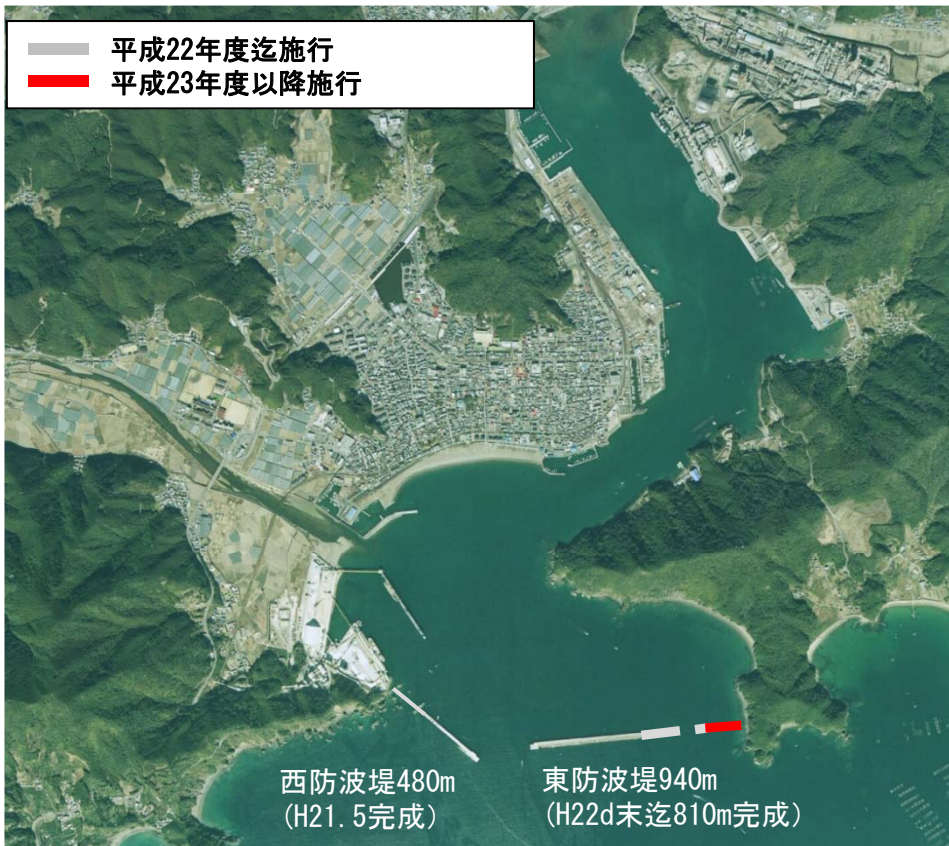 平成22年度迄施行
平成23年度以降施行
西防波堤480m
(H21.5完成)
東防波堤940m
(H22d末迄810m完成)